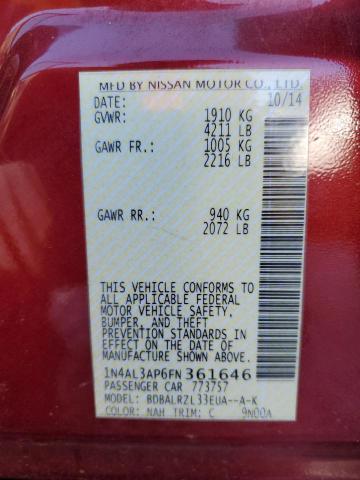 MFD BY NISSAN MOTOR CO., LTD.
DATE: 10/14
GVWR: 1910 KG
4211 LB
GAWR FR.: 1005 KG
2216 LB
GAWR RR.: 940 KG
2072 LB
THIS VEHICLE CONFORMS TO
ALL APPLICABLE FEDERAL
MOTOR VEHICLE SAFETY,
BUMPER, AND THEFT
PREVENTION STANDARDS IN
EFFECT ON THE DATE OF
MANUFACTURE SHOWN ABOVE.
1N4AL3AP6FN361646
PASSENGER CAR 773757
MODEL: BDBALRZL33EUA--A-K
COLOR: NAH TRIM: C 9N00A